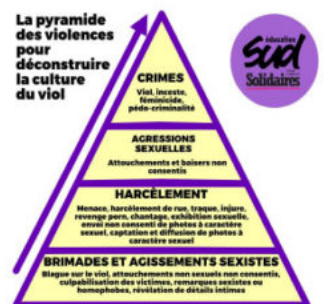 La pyramide
des violences
pour
déconstruire
la culture
du viol
éducation
Sud
Solidaires
CRIMES
Viol, inceste,
féminicide,
pédo-criminalité
AGRESSIONS
SEXUELLES
Attouchements et baisers non
consentis
HARCÈLEMENT
Menace, harcèlement de rue, traque, injure,
revenge porn, chantage, exhibition sexuelle,
envoi non consenti de photos à caractère
sexuel, captation et diffusion de photos à
caractère sexuel
BRIMADES ET AGISSEMENTS SEXISTES
Blague sur le viol, attouchements non sexuels non consentis,
culpabilisation des victimes, remarques sexistes ou
homophobes, révélation de détails intimes